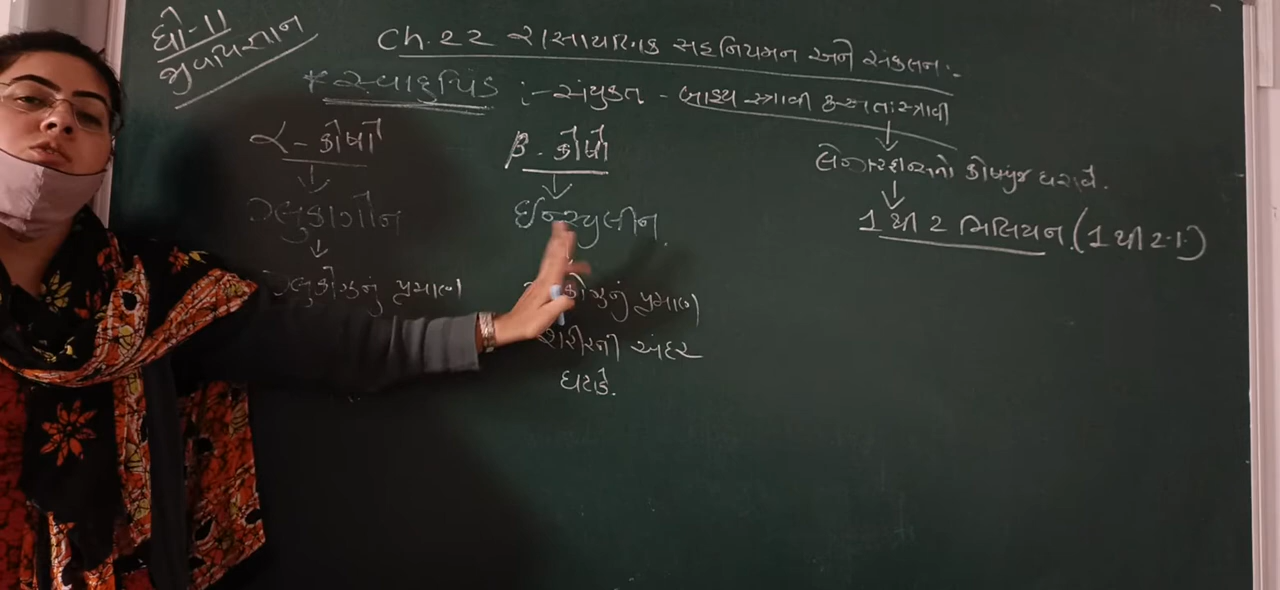 ધો-11
જીવવિજ્ઞાન
Ch. 22 રાસાયણિક સહનિયમન અને સંકલન:-
* સ્વાદુપિંડ :- સંયુક્ત - બાહ્ય સ્ત્રાવી અંતઃસ્ત્રાવી
α - કોષો
ગ્લુકાગોન
ગ્લુકોઝનું પ્રમાણ
β - કોષો
ઈન્સ્યુલીન.
કોઝનું પ્રમાણ
શરીરની અંદર
ઘટાડે.
લેન્ગરહાન્સનો કોષપુંજ ધરાવે.
1 થી 2 મિલિયન. (1 થી 2%)